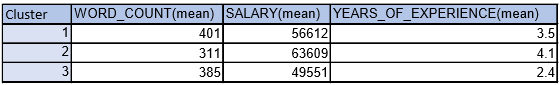 Cluster WORD_COUNT(mean) SALARY(mean) YEARS_OF_EXPERIENCE(mean)
1 401 56612 3.5
2 311 63609 4.1
3 385 49551 2.4